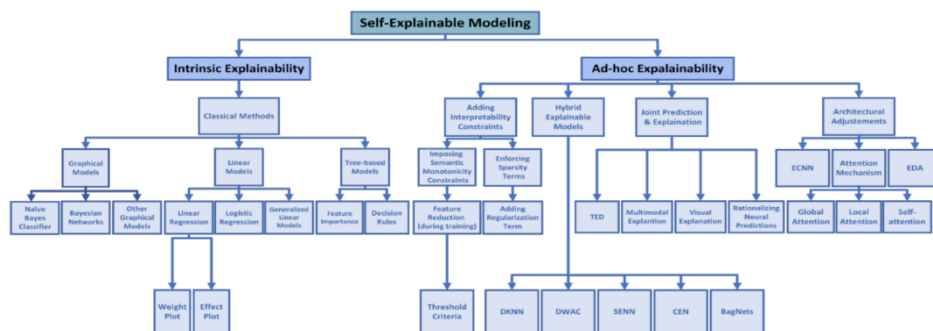 Self-Explainable Modeling
Intrinsic Explainability
Ad-hoc Expalainability
Classical Methods
Adding
Interpretability
Constraints
Hybrid
Explainable
Models
Joint Prediction
& Explaination
Architectural
Adjustements
Graphical
Models
Linear
Models
Tree-based
Models
Imposing
Semantic
Monotonicity
Constraints
Enforcing
Sparsity
Terms
ECNN
Attention
Mechanism
EDA
Naïve
Bayes
Classifier
Bayesian
Networks
Other
Graphical
Models
Linear
Regression
Logistic
Regression
Generalized
Linear
Models
Feature
Importance
Decision
Rules
Feature
Reduction
(during training)
Adding
Regularization
Term
TED
Multimodal
Explantion
Visual
Explanation
Rationalizing
Neural
Predictions
Global
Attention
Local
Attention
Self-
attention
Weight
Plot
Effect
Plot
Threshold
Criteria
DKNN
DWAC
SENN
CEN
BagNets